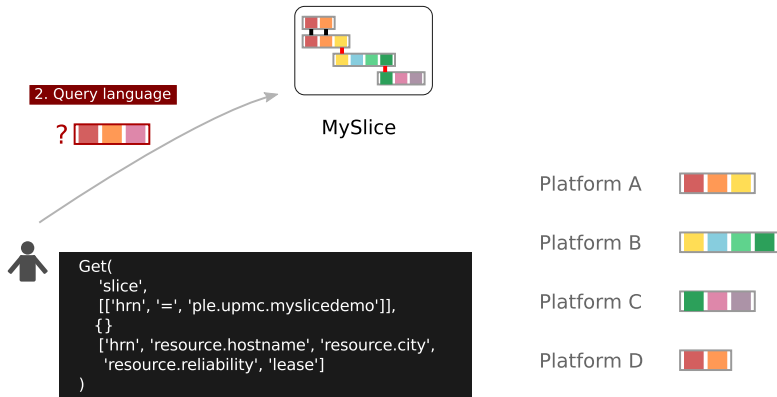 2. Query language
?
MySlice
Platform A
Platform B
Platform C
Platform D
Get(
'slice',
[['hrn', '=', 'ple.upmc.myslicedemo']],
{}
['hrn', 'resource.hostname', 'resource.city',
'resource.reliability', 'lease']
)